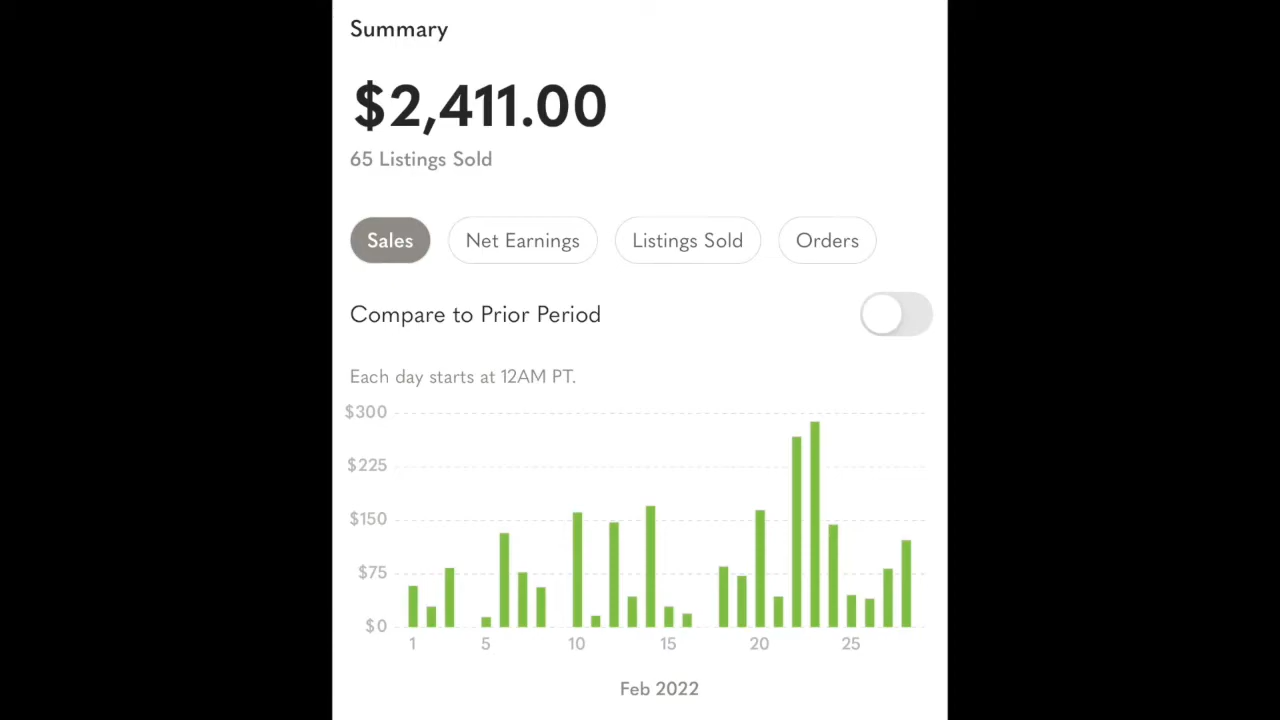 Summary
$2,411.00
65 Listings Sold
Sales
Net Earnings
Listings Sold
Orders
Compare to Prior Period
Each day starts at 12AM PT.
$300
$225
$150
$75
$0
1 5 10 15 20 25
Feb 2022